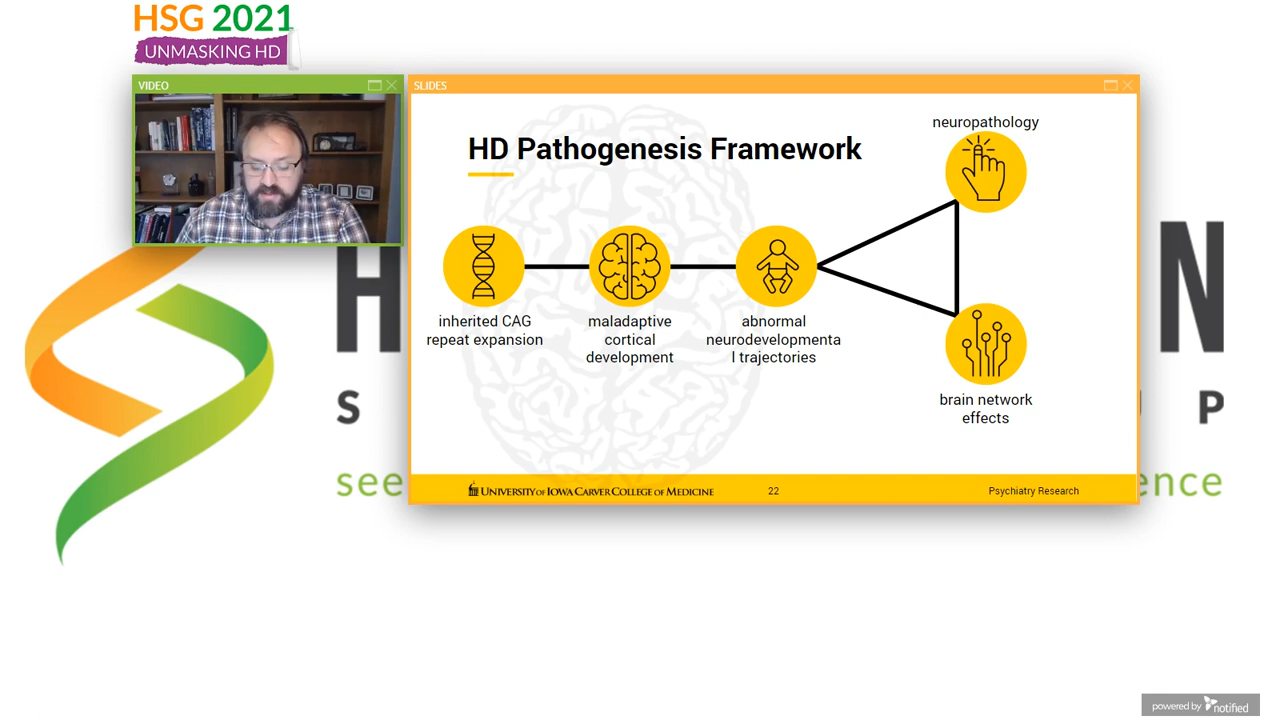 HSG 2021
UNMASKING HD
VIDEO
SLIDES
HD Pathogenesis Framework
neuropathology
inherited CAG
repeat expansion
maladaptive
cortical
development
abnormal
neurodevelopmenta
l trajectories
brain network
effects
UNIVERSITY OF IOWA CARVER COLLEGE OF MEDICINE
22
Psychiatry Research
H
N
S
P
see
ence
powered by notified